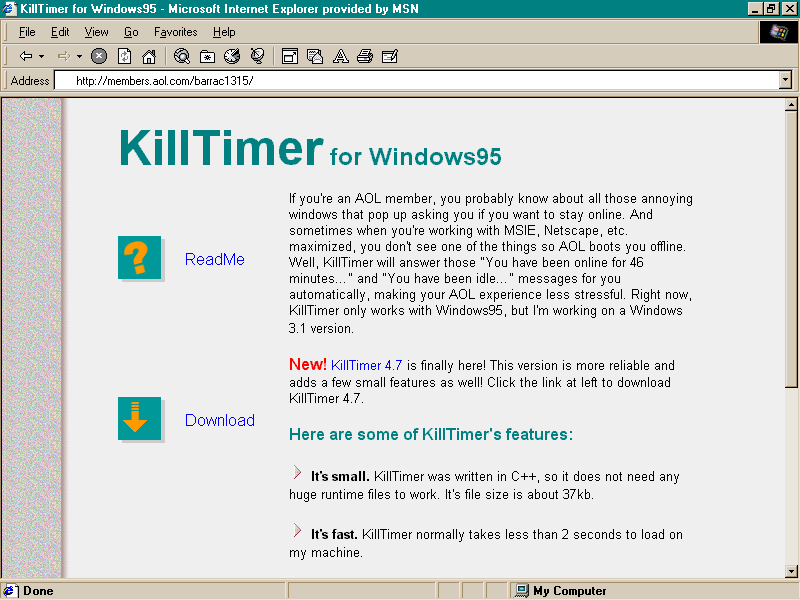 KillTimer for Windows95 - Microsoft Internet Explorer provided by MSN
File Edit View Go Favorites Help
Address http://members.aol.com/barrac1315/
KillTimer for Windows95
If you're an AOL member, you probably know about all those annoying
windows that pop up asking you if you want to stay online. And
sometimes when you're working with MSIE, Netscape, etc.
maximized, you don't see one of the things so AOL boots you offline.
Well, KillTimer will answer those "You have been online for 46
minutes..." and "You have been idle..." messages for you
automatically, making your AOL experience less stressful. Right now,
KillTimer only works with Windows95, but I'm working on a Windows
3.1 version.
ReadMe
New! KillTimer 4.7 is finally here! This version is more reliable and
adds a few small features as well! Click the link at left to download
KillTimer 4.7.
Download
Here are some of KillTimer's features:
It's small. KillTimer was written in C++, so it does not need any
huge runtime files to work. It's file size is about 37kb.
It's fast. KillTimer normally takes less than 2 seconds to load on
my machine.
Done
My Computer